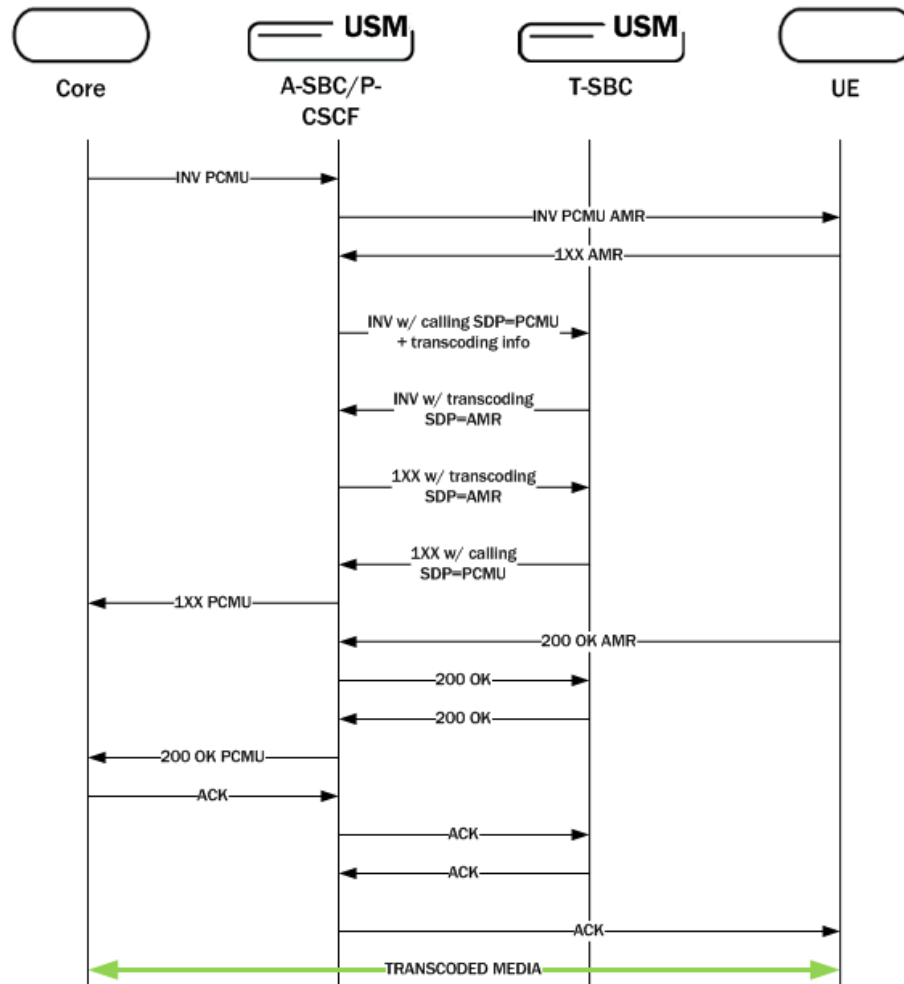 USM
USM
Core
A-SBC/P-
CSCF
T-SBC
UE
INV PCMU
INV PCMU AMR
1XX AMR
INV w/ calling SDP=PCMU
+ transcoding info
INV w/ transcoding
SDP=AMR
1XX w/ transcoding
SDP=AMR
1XX w/ calling
SDP=PCMU
1XX PCMU
200 OK AMR
200 OK
200 OK
200 OK PCMU
ACK
ACK
ACK
ACK
TRANSCODED MEDIA